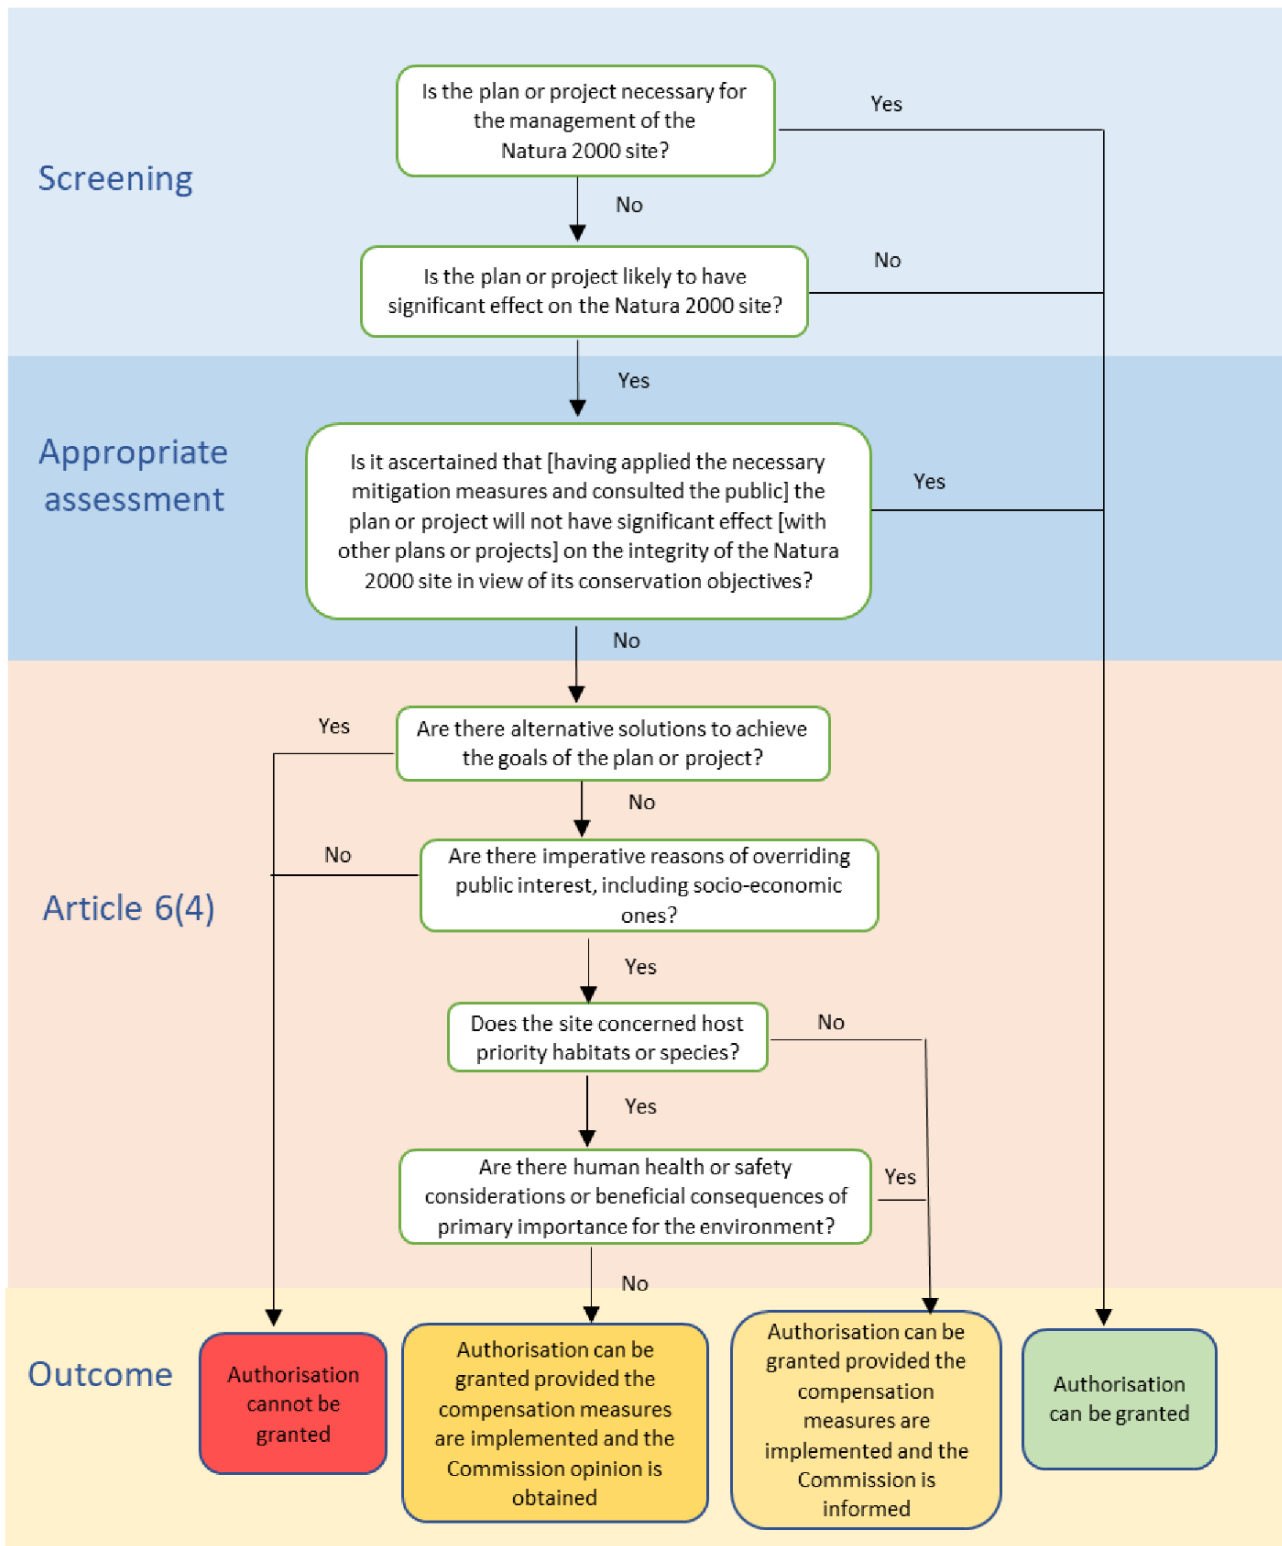 Screening
Is the plan or project necessary for
the management of the
Natura 2000 site?
Yes
No
Is the plan or project likely to have
significant effect on the Natura 2000 site?
No
Yes
Appropriate
assessment
Is it ascertained that [having applied the necessary
mitigation measures and consulted the public] the
plan or project will not have significant effect [with
other plans or projects] on the integrity of the Natura
2000 site in view of its conservation objectives?
Yes
No
Article 6(4)
Are there alternative solutions to achieve
the goals of the plan or project?
Yes
No
Are there imperative reasons of overriding
public interest, including socio-economic
ones?
No
Yes
Does the site concerned host
priority habitats or species?
No
Yes
Are there human health or safety
considerations or beneficial consequences of
primary importance for the environment?
Yes
No
Outcome
Authorisation
cannot be
granted
Authorisation can be
granted provided the
compensation measures
are implemented and the
Commission opinion is
obtained
Authorisation can be
granted provided the
compensation
measures are
implemented and the
Commission is
informed
Authorisation
can be granted